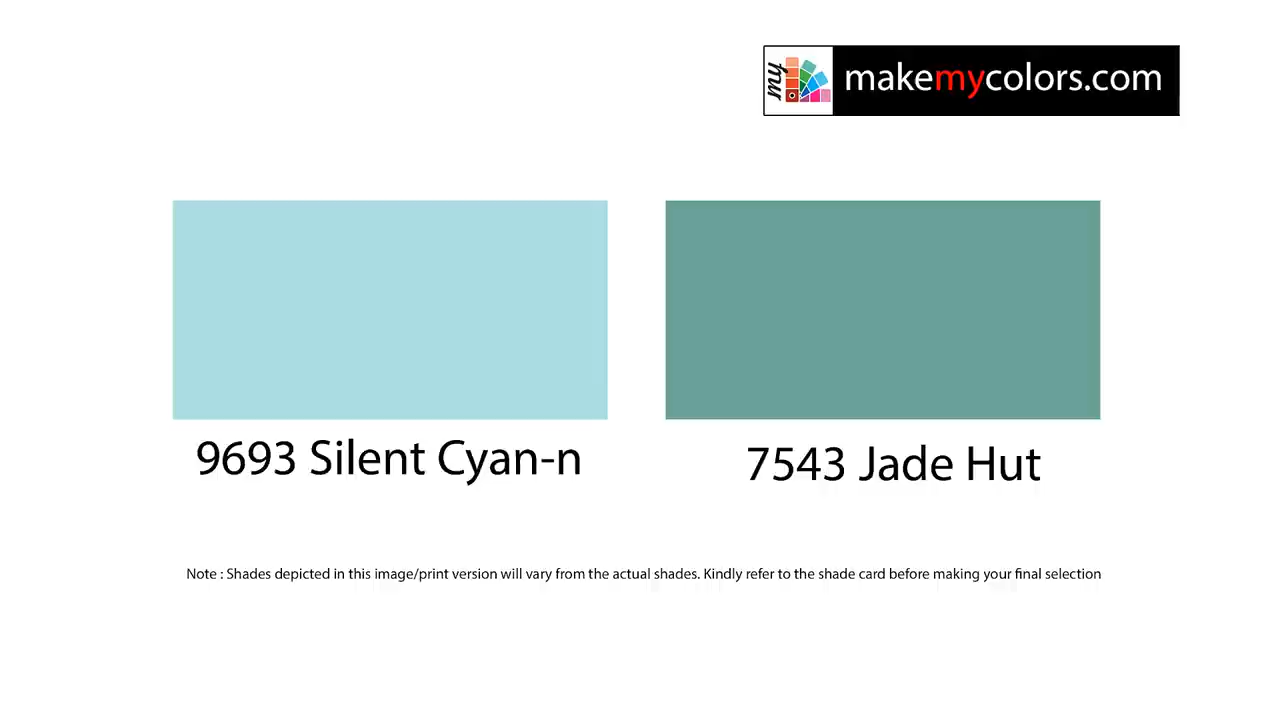 my
makemycolors.com
9693 Silent Cyan-n
7543 Jade Hut
Note : Shades depicted in this image/print version will vary from the actual shades. Kindly refer to the shade card before making your final selection